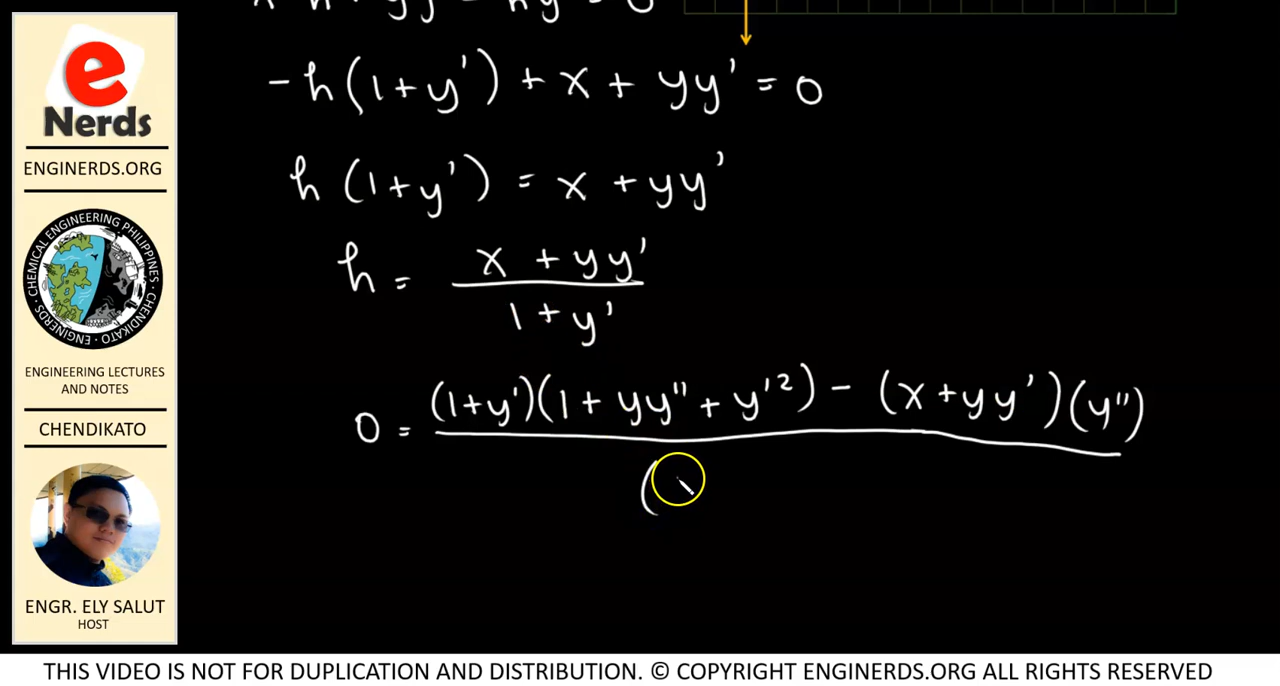 -h(1+y') + x + yy' = 0
h(1+y') = x + yy'
h = x + yy' / 1 + y'
0 = (1+y')(1+yy"+y'²) - (x+yy')(y")
(
e
Nerds
ENGINERDS.ORG
CHEMICAL ENGINEERING PHILIPPINES
• CHENDIKATO • ENGINERDS •
ENGINEERING LECTURES
AND NOTES
CHENDIKATO
ENGR. ELY SALUT
HOST
THIS VIDEO IS NOT FOR DUPLICATION AND DISTRIBUTION. © COPYRIGHT ENGINERDS.ORG ALL RIGHTS RESERVED